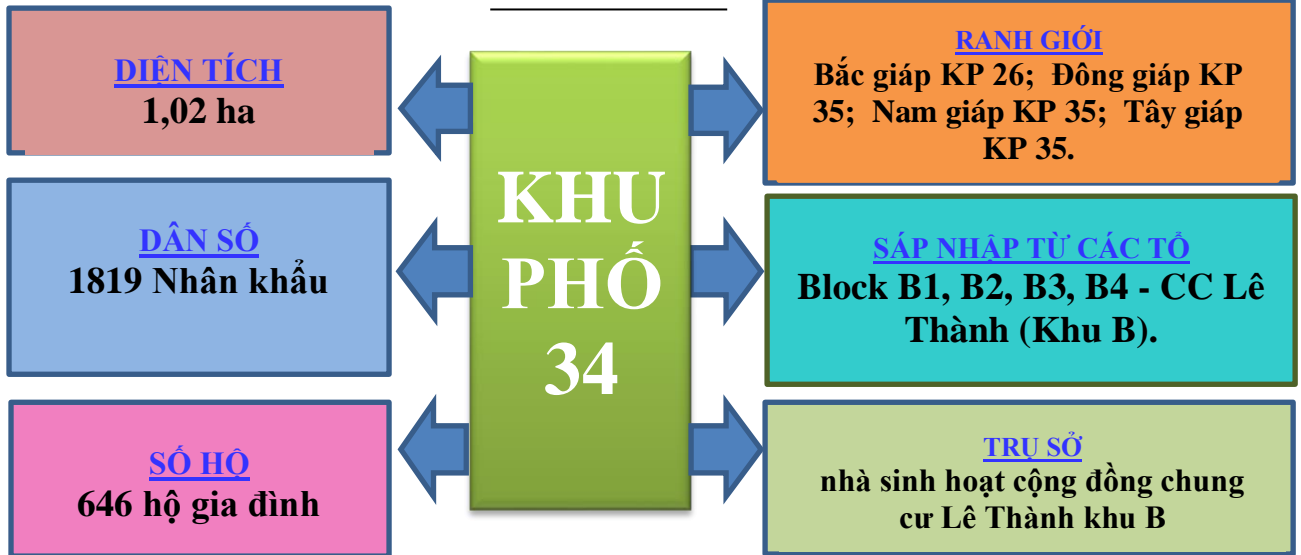 DIỆN TÍCH
1,02 ha
DÂN SỐ
1819 Nhân khẩu
SỐ HỘ
646 hộ gia đình
KHU
PHỐ
34
RANH GIỚI
Bắc giáp KP 26; Đông giáp KP
35; Nam giáp KP 35; Tây giáp
KP 35.
SÁP NHẬP TỪ CÁC TỔ
Block B1, B2, B3, B4 - CC Lê
Thành (Khu B).
TRỤ SỞ
nhà sinh hoạt cộng đồng chung
cư Lê Thành khu B